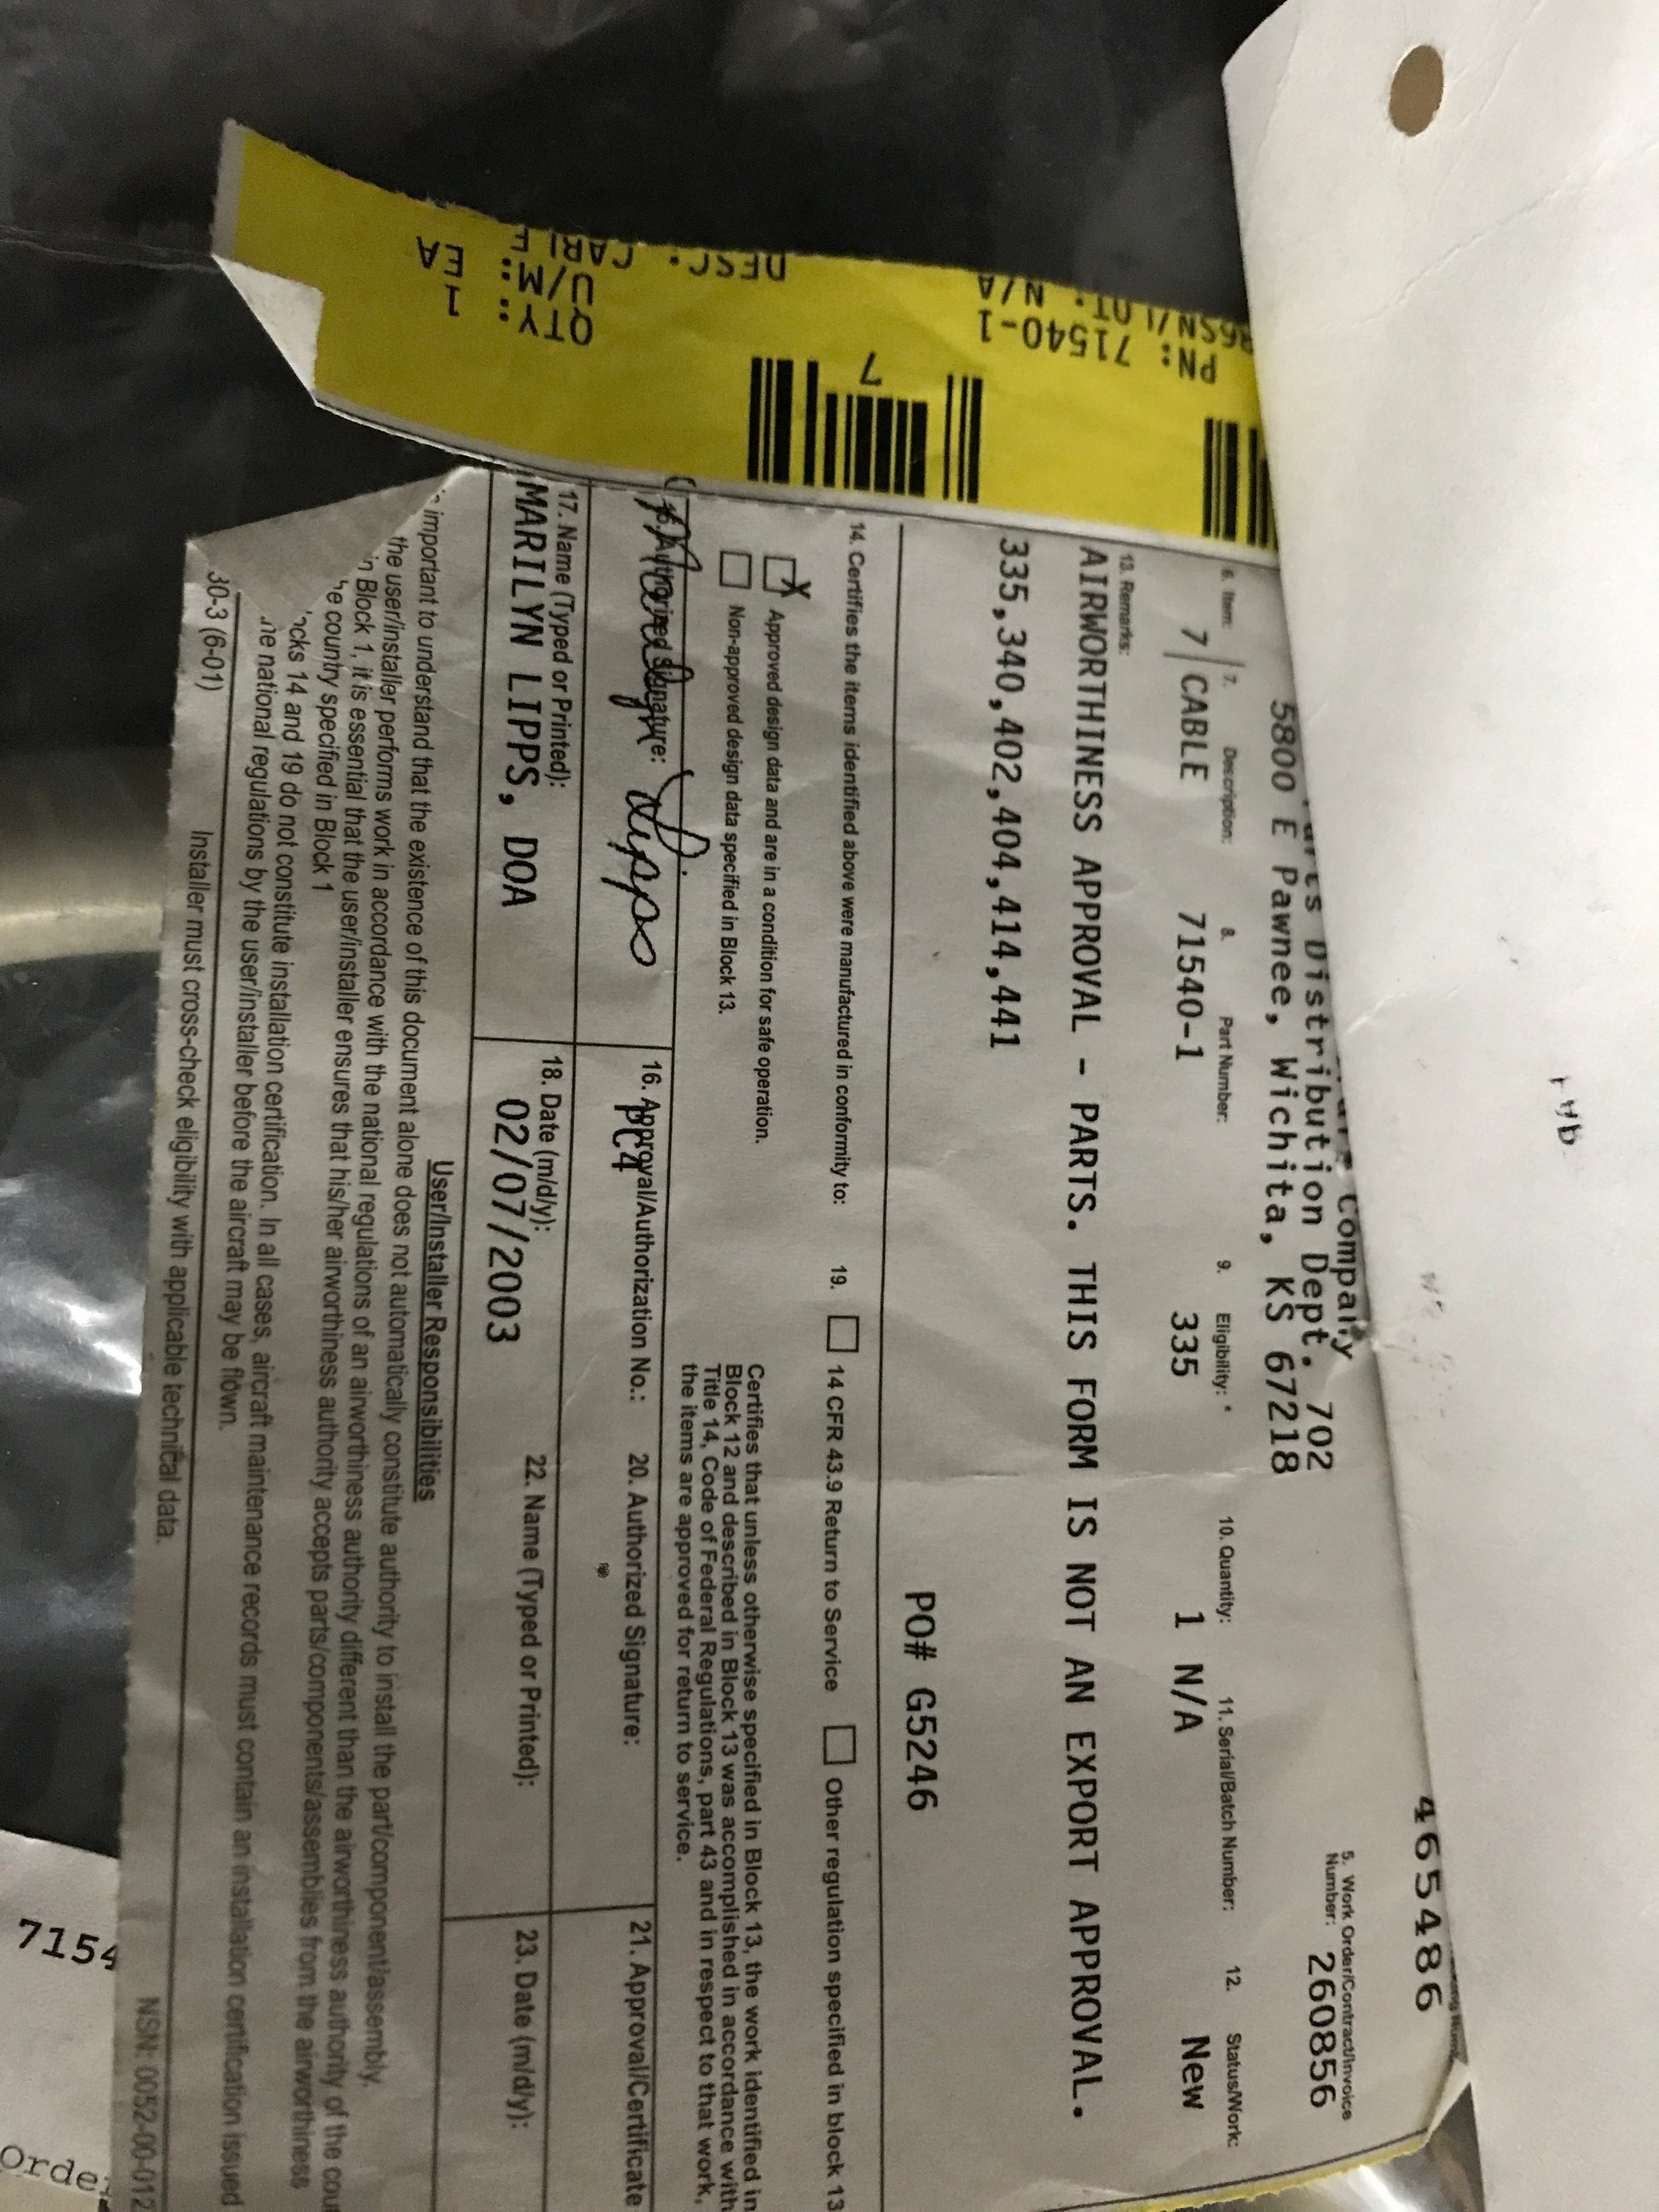 465486
5. Work Order/Contract/Invoice
Number: 260856
Company
Distribution Dept. 702
5800 E Pawnee, Wichita, KS 67218
6. Item: 7. Description: 8. Part Number: 9. Eligibility: * 10. Quantity: 11. Serial/Batch Number: 12. Status/Work:
7 CABLE 71540-1 335 1 N/A New
13. Remarks:
AIRWORTHINESS APPROVAL - PARTS. THIS FORM IS NOT AN EXPORT APPROVAL.
335,340,402,404,414,441
PO# G5246
14. Certifies the items identified above were manufactured in conformity to:
X Approved design data and are in a condition for safe operation.
Non-approved design data specified in Block 13.
19. 14 CFR 43.9 Return to Service Other regulation specified in block 13
Certifies that unless otherwise specified in Block 13, the work identified in
Block 12 and described in Block 13 was accomplished in accordance with
Title 14, Code of Federal Regulations, part 43 and in respect to that work,
the items are approved for return to service.
15. Authorized Signature: Marilyn Lipps
16. Approval/Authorization No.:
PC4
20. Authorized Signature:
21. Approval/Certificate
17. Name (Typed or Printed):
MARILYN LIPPS, DOA
18. Date (m/d/y):
02/07/2003
22. Name (Typed or Printed):
23. Date (m/d/y):
User/Installer Responsibilities
important to understand that the existence of this document alone does not automatically constitute authority to install the part/component/assembly.
the user/installer performs work in accordance with the national regulations of an airworthiness authority different than the airworthiness authority of the
Block 1, it is essential that the user/installer ensures that his/her airworthiness authority accepts parts/components/assemblies from the airworthiness
country specified in Block 1
14 and 19 do not constitute installation certification. In all cases, aircraft maintenance records must contain an installation certification issued
national regulations by the user/installer before the aircraft may be flown.
30-3 (6-01)
Installer must cross-check eligibility with applicable technical data.
NSN: 0052-00-012
PN: 71540-1
N/A
7
DESC: CABLE
QTY: 1
U/M: EA
7154
Orde